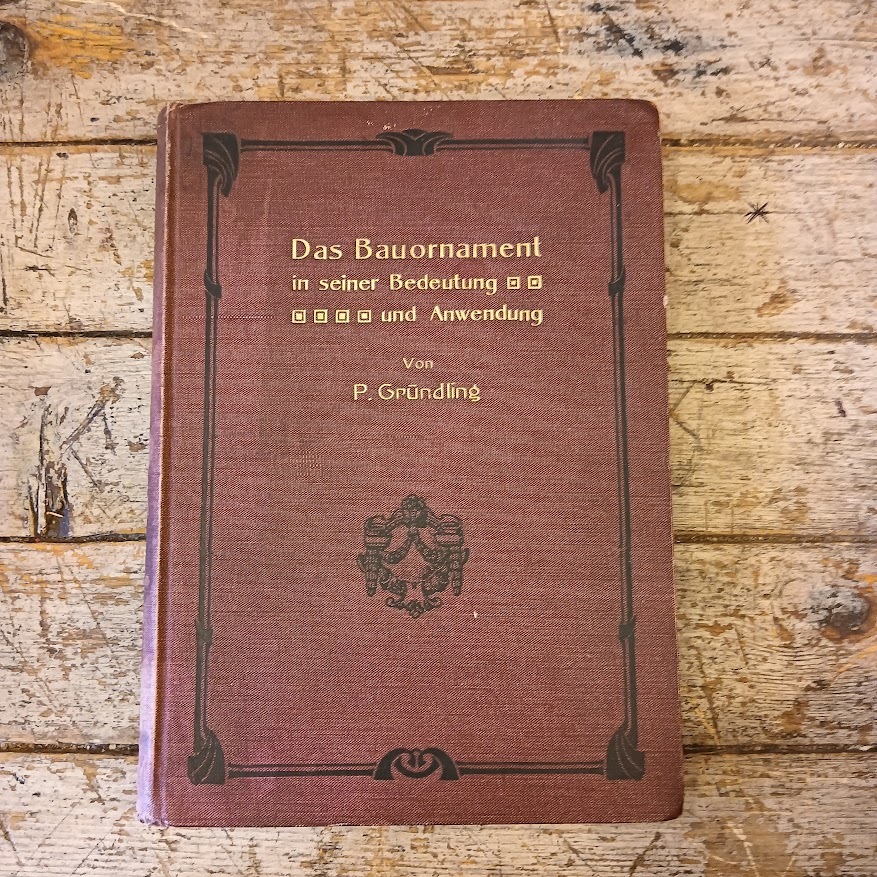 Das Bauornament
in seiner Bedeutung
und Anwendung
Von
P. Gründling